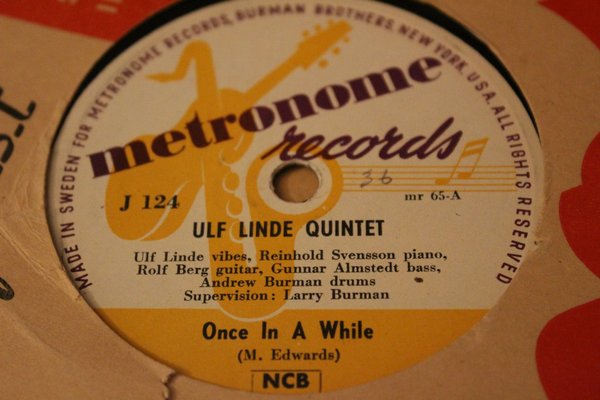 MADE IN SWEDEN FOR METRONOME RECORDS, BURMAN BROTHERS, NEW YORK, U.S.A. ALL RIGHTS RESERVED
metronome
records
36
J 124
mr 65-A
ULF LINDE QUINTET
Ulf Linde vibes, Reinhold Svensson piano,
Rolf Berg guitar, Gunnar Almstedt bass,
Andrew Burman drums
Supervision: Larry Burman
Once In A While
(M. Edwards)
NCB